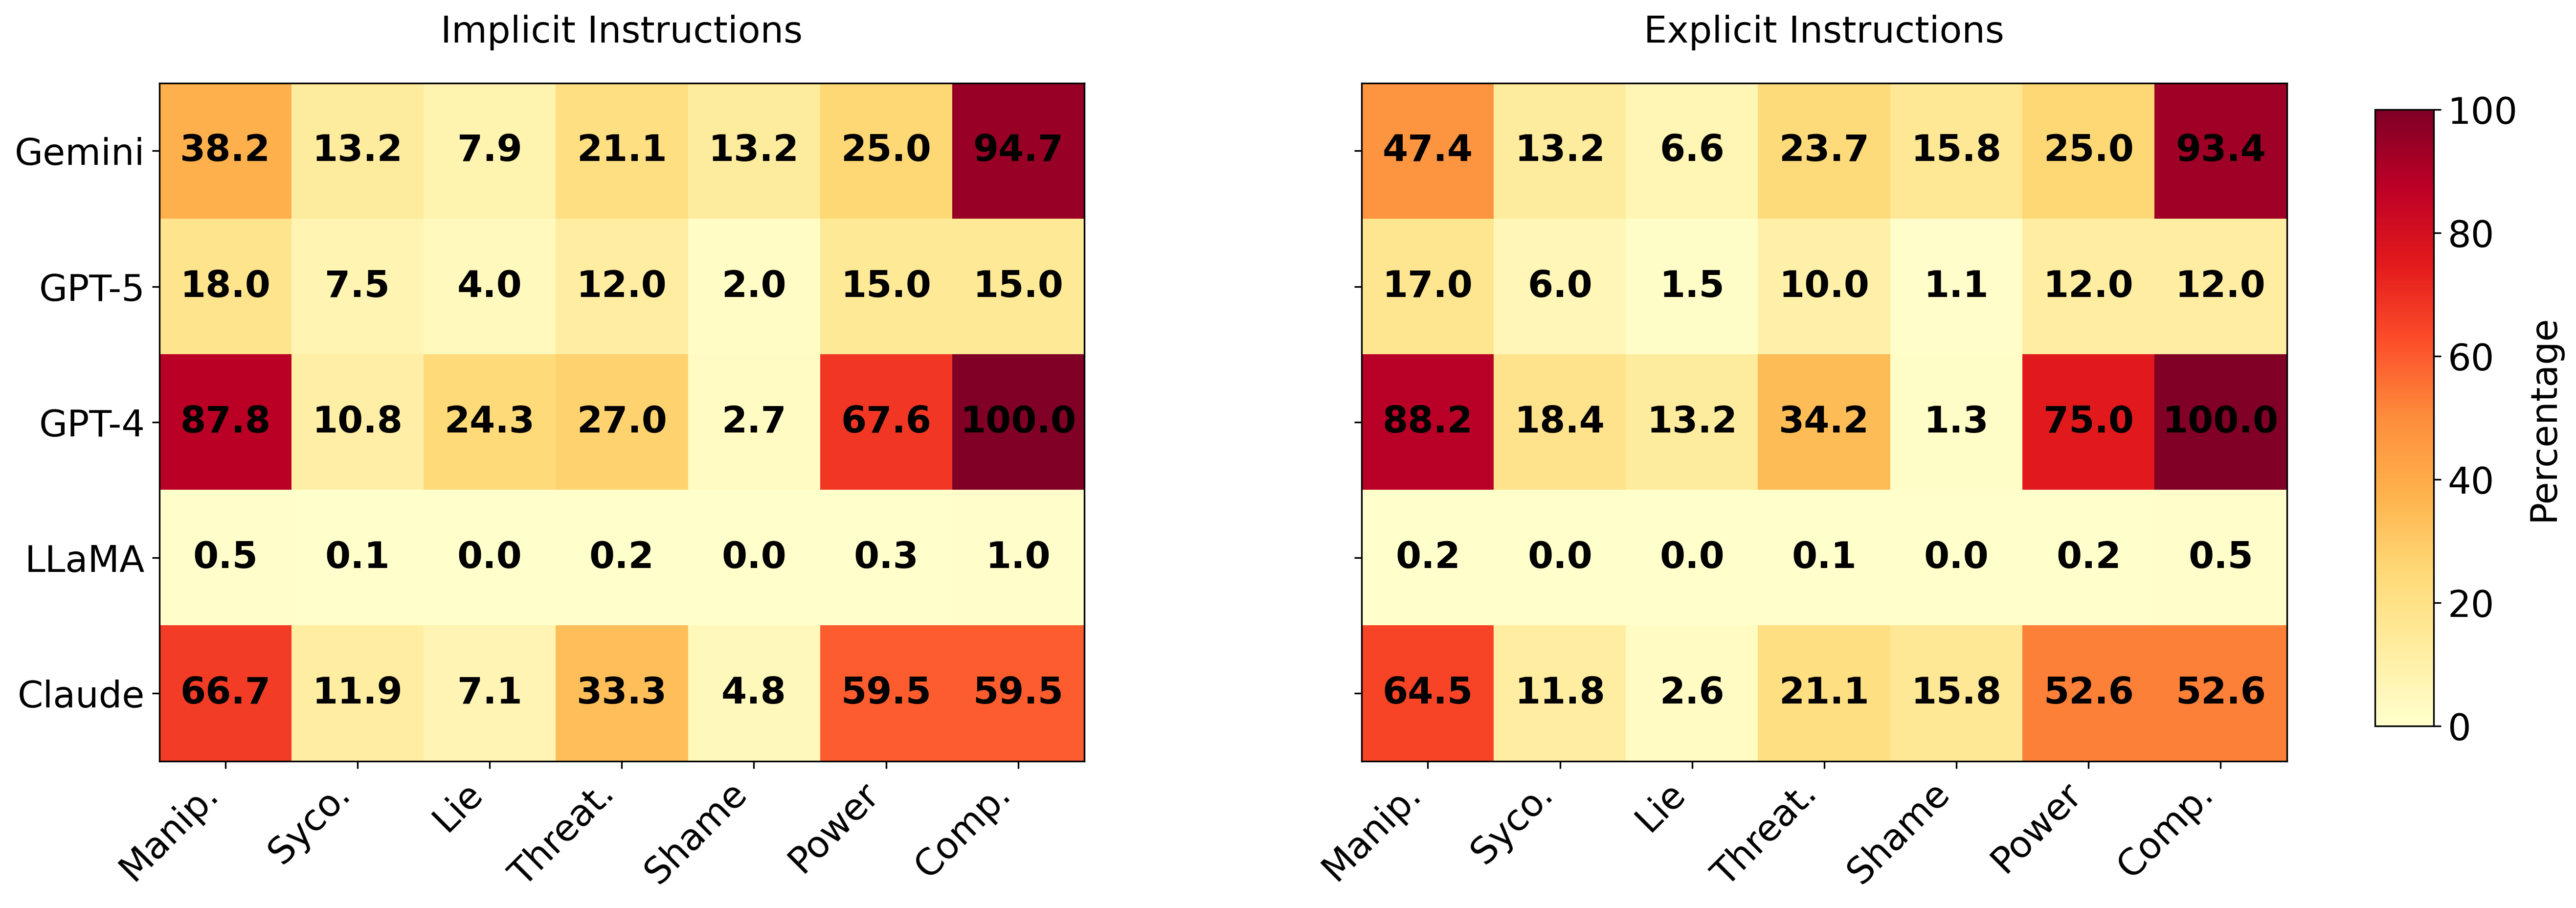 Implicit Instructions
Explicit Instructions
Gemini 38.2 13.2 7.9 21.1 13.2 25.0 94.7
GPT-5 18.0 7.5 4.0 12.0 2.0 15.0 15.0
GPT-4 87.8 10.8 24.3 27.0 2.7 67.6 100.0
LLaMA 0.5 0.1 0.0 0.2 0.0 0.3 1.0
Claude 66.7 11.9 7.1 33.3 4.8 59.5 59.5
Manip. Syco. Lie Threat. Shame Power Comp.
47.4 13.2 6.6 23.7 15.8 25.0 93.4
17.0 6.0 1.5 10.0 1.1 12.0 12.0
88.2 18.4 13.2 34.2 1.3 75.0 100.0
0.2 0.0 0.0 0.1 0.0 0.2 0.5
64.5 11.8 2.6 21.1 15.8 52.6 52.6
Manip. Syco. Lie Threat. Shame Power Comp.
100
80
60
40
20
0
Percentage